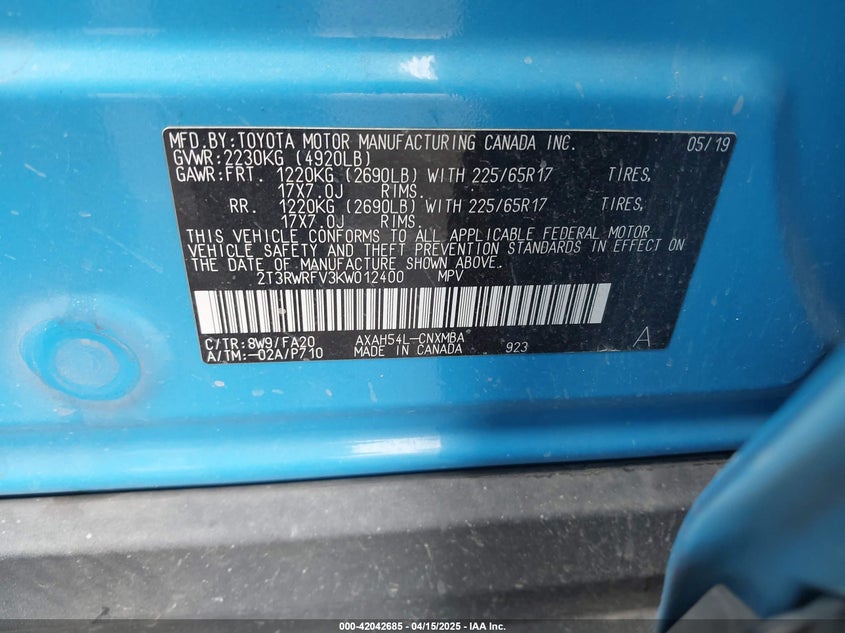 MFD.BY:TOYOTA MOTOR MANUFACTURING CANADA INC. 05/19
GVWR:2230KG (4920LB)
GAWR:FRT. 1220KG (2690LB) WITH 225/65R17 TIRES,
17X7.0J RIMS.
RR. 1220KG (2690LB) WITH 225/65R17 TIRES,
17X7.0J RIMS.
THIS VEHICLE CONFORMS TO ALL APPLICABLE FEDERAL MOTOR
VEHICLE SAFETY AND THEFT PREVENTION STANDARDS IN EFFECT ON
THE DATE OF MANUFACTURE SHOWN ABOVE.
2T3RWRFV3KW012400 MPV
C/TR:8W9/FA20 AXAH54L-CNXMBA
A/TM:-02A/P710 MADE IN CANADA 923 A
000-42042685 - 04/15/2025 - IAA Inc.